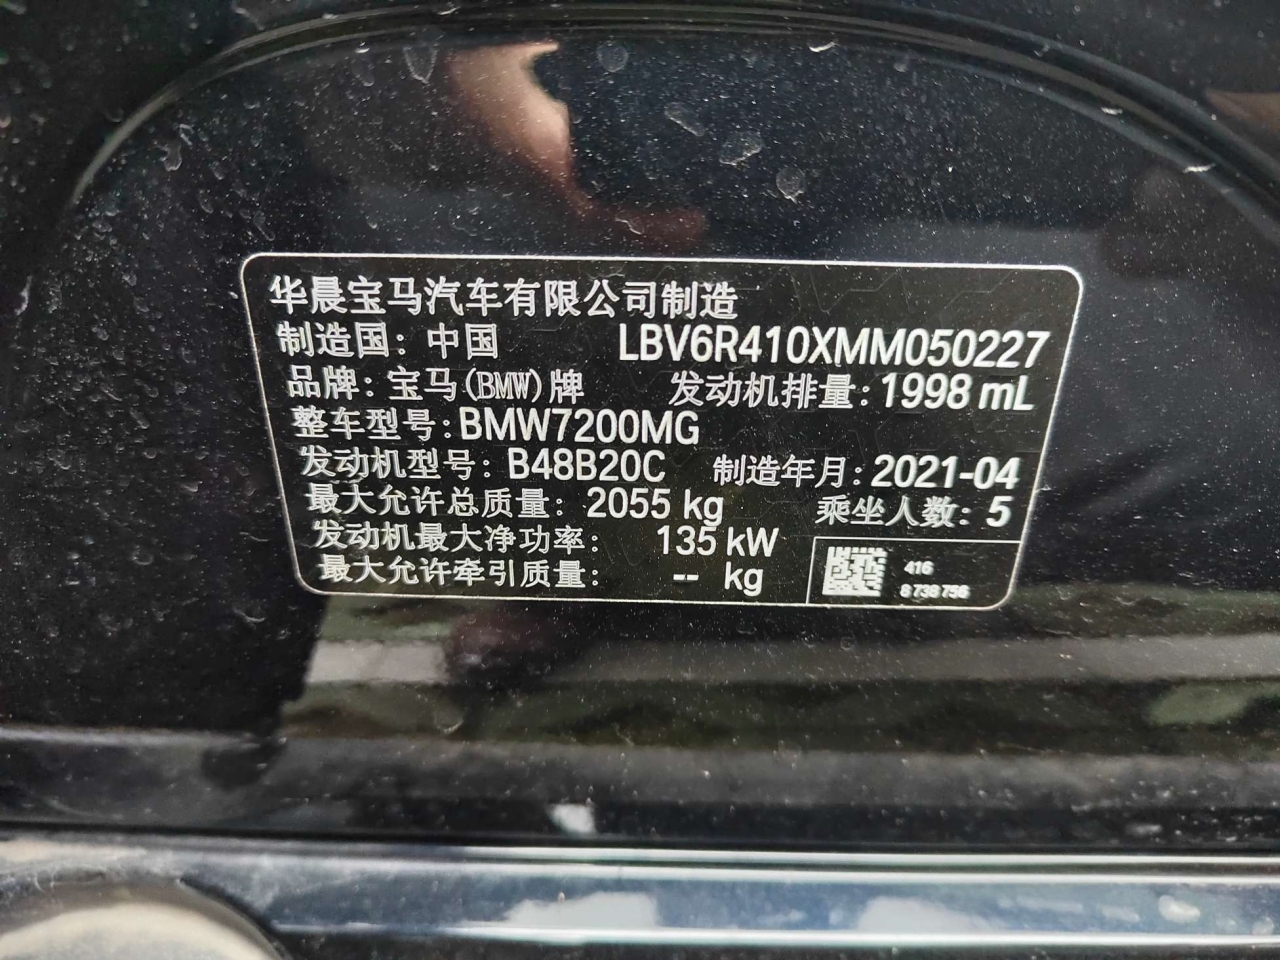 华晨宝马汽车有限公司制造
制造国：中国 LBV6R410XMM050227
品牌：宝马(BMW)牌 发动机排量：1998 mL
整车型号：BMW7200MG
发动机型号：B48B20C 制造年月：2021-04
最大允许总质量：2055 kg 乘坐人数：5
发动机最大净功率：135 kW
最大允许牵引质量：-- kg
416
8 738 756